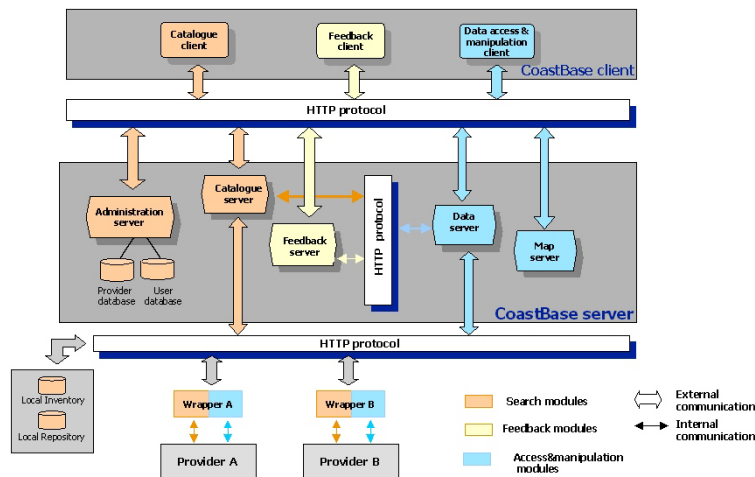 Catalogue
client
Feedback
client
Data access &
manipulation
client
CoastBase client
HTTP protocol
Catalogue
server
Administration
server
Feedback
server
HTTP protocol
Data
server
Map
server
Provider
database
User
database
CoastBase server
HTTP protocol
Local Inventory
Local Repository
Wrapper A
Wrapper B
Provider A
Provider B
Search modules
Feedback modules
Access&manipulation
modules
External
communication
Internal
communication